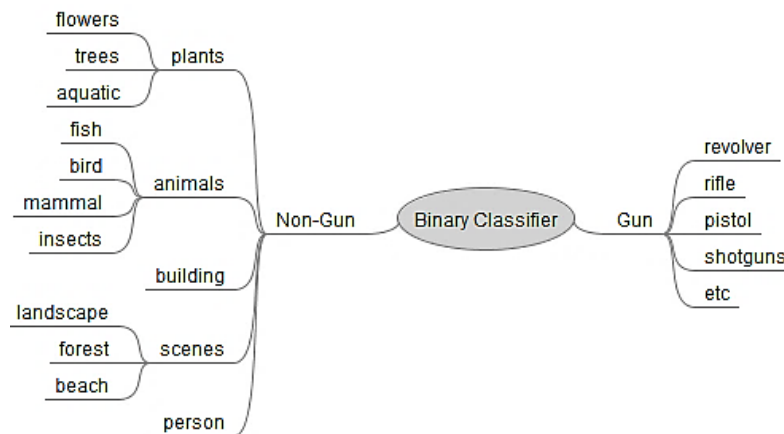 flowers
trees
aquatic
plants
fish
bird
mammal
insects
animals
building
landscape
forest
beach
scenes
person
Non-Gun
Binary Classifier
Gun
revolver
rifle
pistol
shotguns
etc